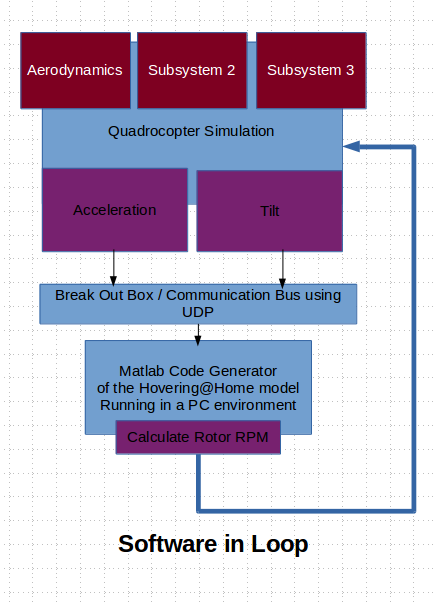 Aerodynamics
Subsystem 2
Subsystem 3
Quadrocopter Simulation
Acceleration
Tilt
Break Out Box / Communication Bus using
UDP
Matlab Code Generator
of the Hovering@Home model
Running in a PC environment
Calculate Rotor RPM
Software in Loop